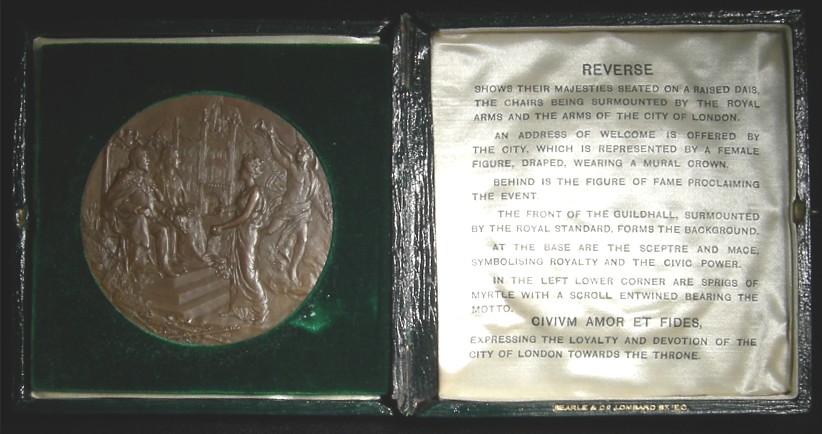 REVERSE
SHOWS THEIR MAJESTIES SEATED ON A RAISED DAIS,
THE CHAIRS BEING SURMOUNTED BY THE ROYAL
ARMS AND THE ARMS OF THE CITY OF LONDON.
AN ADDRESS OF WELCOME IS OFFERED BY
THE CITY, WHICH IS REPRESENTED BY A FEMALE
FIGURE, DRAPED, WEARING A MURAL CROWN.
BEHIND IS THE FIGURE OF FAME PROCLAIMING
THE EVENT
THE FRONT OF THE GUILDHALL, SURMOUNTED
BY THE ROYAL STANDARD, FORMS THE BACKGROUND.
AT THE BASE ARE THE SCEPTRE AND MACE,
SYMBOLISING ROYALTY AND THE CIVIC POWER.
IN THE LEFT LOWER CORNER ARE SPRIGS OF
MYRTLE WITH A SCROLL ENTWINED BEARING THE
MOTTO.
CIVIVM AMOR ET FIDES,
EXPRESSING THE LOYALTY AND DEVOTION OF THE
CITY OF LONDON TOWARDS THE THRONE.
SEARLE & CO LOMBARD ST. E.C.